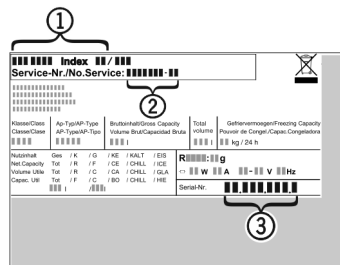 1
Index /
Service-Nr./No.Service: -
2
Klasse/Class Ap-Typ/AP-Type Bruttoinhalt/Gross Capacity Total Gefriervermoegen/Freezing Capacity
Classe/Clase AP-Type/AP-Tipo Volume Brut/Capacidad Bruta volume Pouvoir de Congel./Capac.Congeladora
l l kg / 24 h
Nutzinhalt Ges / K / G / KE / KALT / EIS
Net Capacity Tot / R / F / CE / CHILL / ICE
Volume Utile Tot / R / C / CA / CHILL / GLA
Capac. Util Tot / F / C / BO / CHILL / HIE
l / l
R : g
W A - V Hz
Serial-Nr. . . .
3